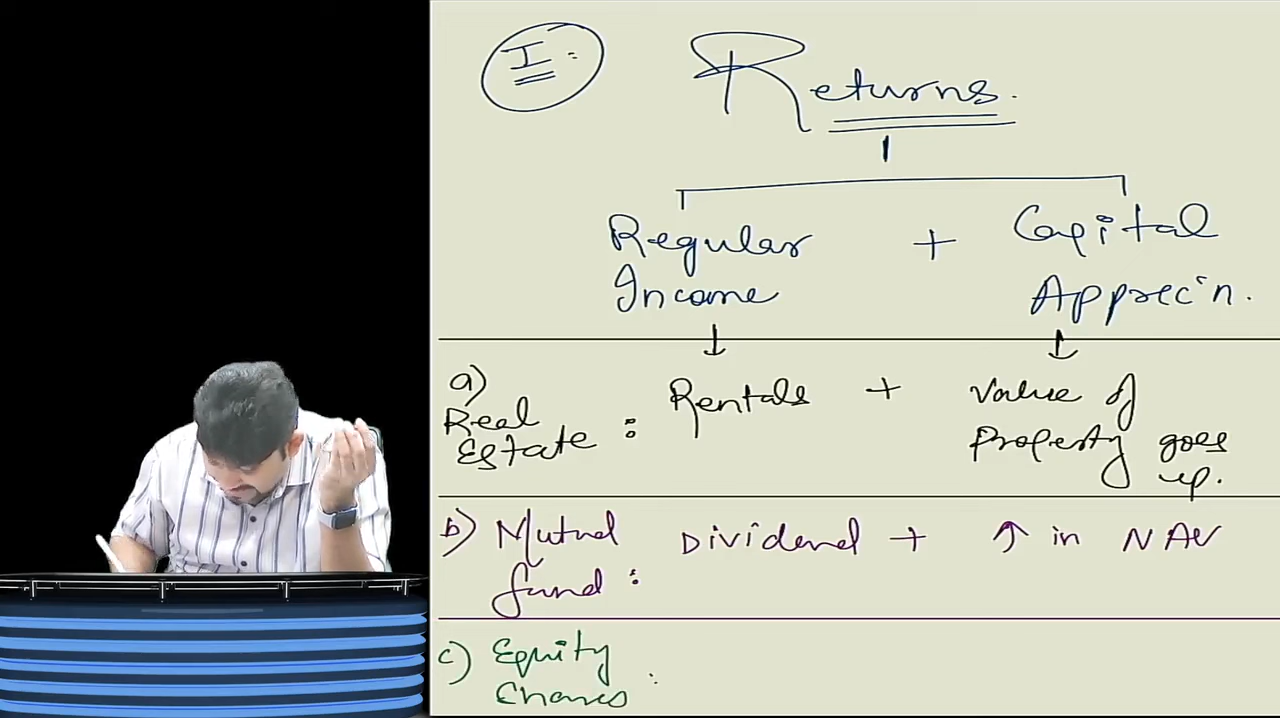 I :
Returns.
Regular + Capital
Income Apprec'n.
a)
Real Rentals + Value of
Estate : Property goes
up.
b) Mutual Dividend + ↑ in NAV
fund :
c) Equity
Shares :